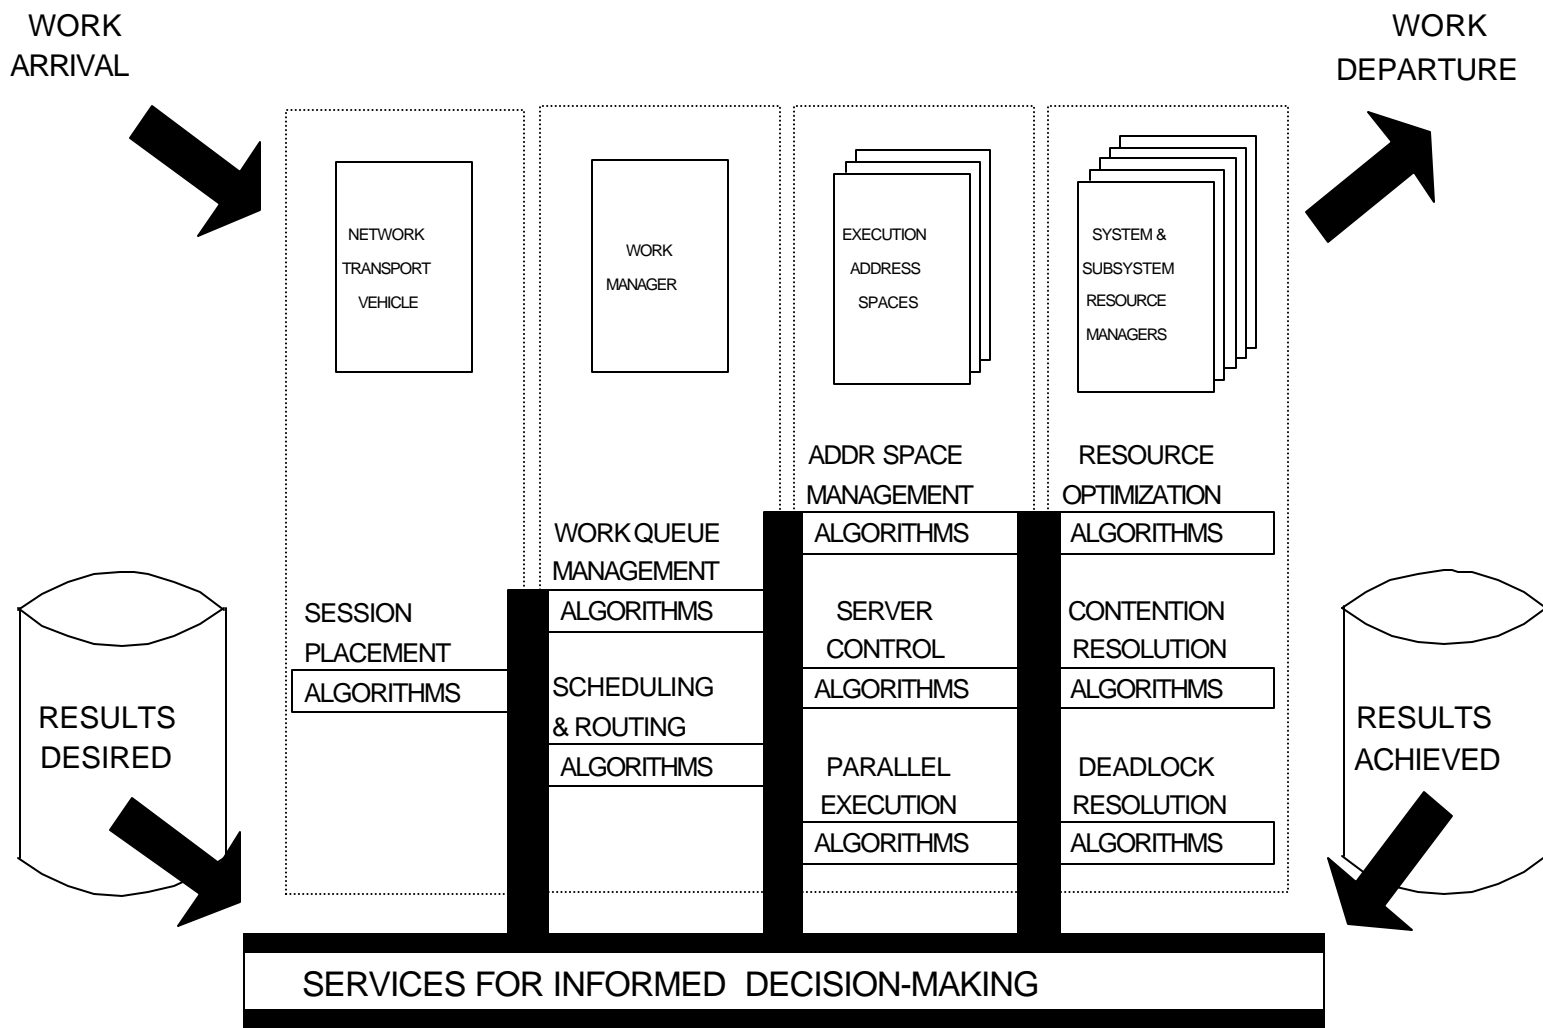 WORK
ARRIVAL
WORK
DEPARTURE
NETWORK
TRANSPORT
VEHICLE
WORK
MANAGER
EXECUTION
ADDRESS
SPACES
SYSTEM &
SUBSYSTEM
RESOURCE
MANAGERS
SESSION
PLACEMENT
ALGORITHMS
WORK QUEUE
MANAGEMENT
ALGORITHMS
SCHEDULING
& ROUTING
ALGORITHMS
ADDR SPACE
MANAGEMENT
ALGORITHMS
SERVER
CONTROL
ALGORITHMS
PARALLEL
EXECUTION
ALGORITHMS
RESOURCE
OPTIMIZATION
ALGORITHMS
CONTENTION
RESOLUTION
ALGORITHMS
DEADLOCK
RESOLUTION
ALGORITHMS
RESULTS
DESIRED
RESULTS
ACHIEVED
SERVICES FOR INFORMED DECISION-MAKING